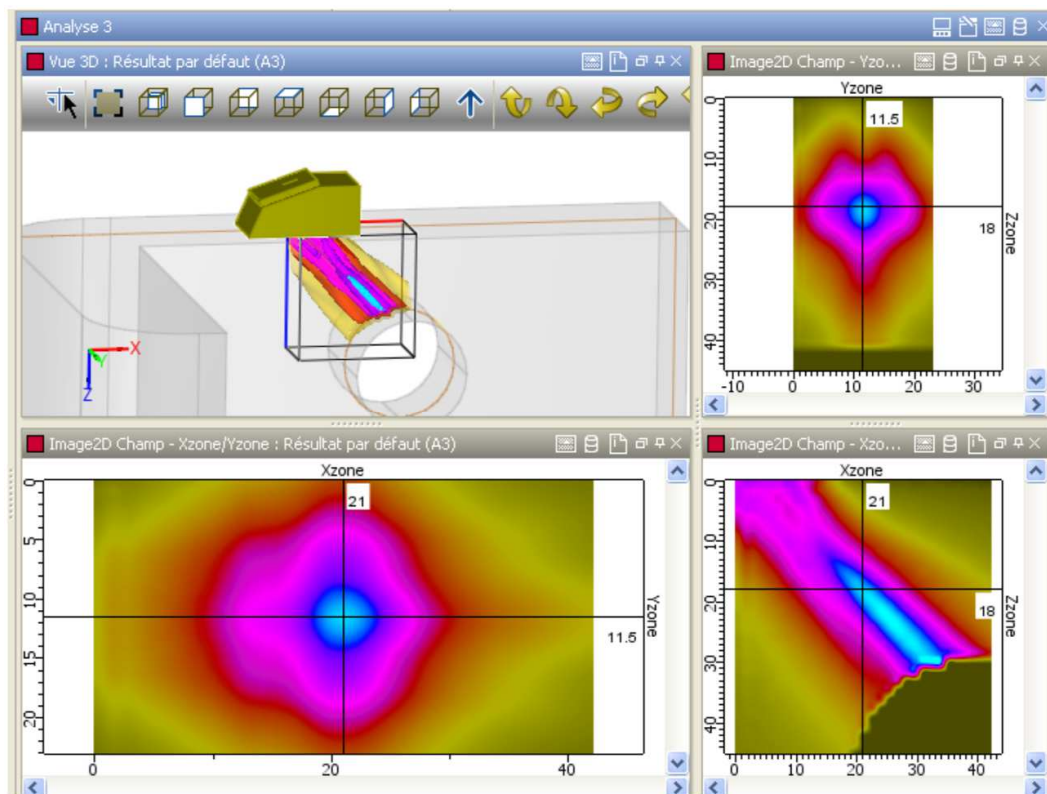 Analyse 3
Vue 3D : Résultat par défaut (A3)
X
Y
Z
Image2D Champ - Yzo...
Yzone
11.5
0
10
20
30
40
18
Zzone
-10
0
10
20
30
Image2D Champ - Xzone/Yzone : Résultat par défaut (A3)
Xzone
21
0
5
10
15
20
11.5
Yzone
0
20
40
Image2D Champ - Xzo...
Xzone
21
0
10
20
30
40
18
Zzone
0
10
20
30
40